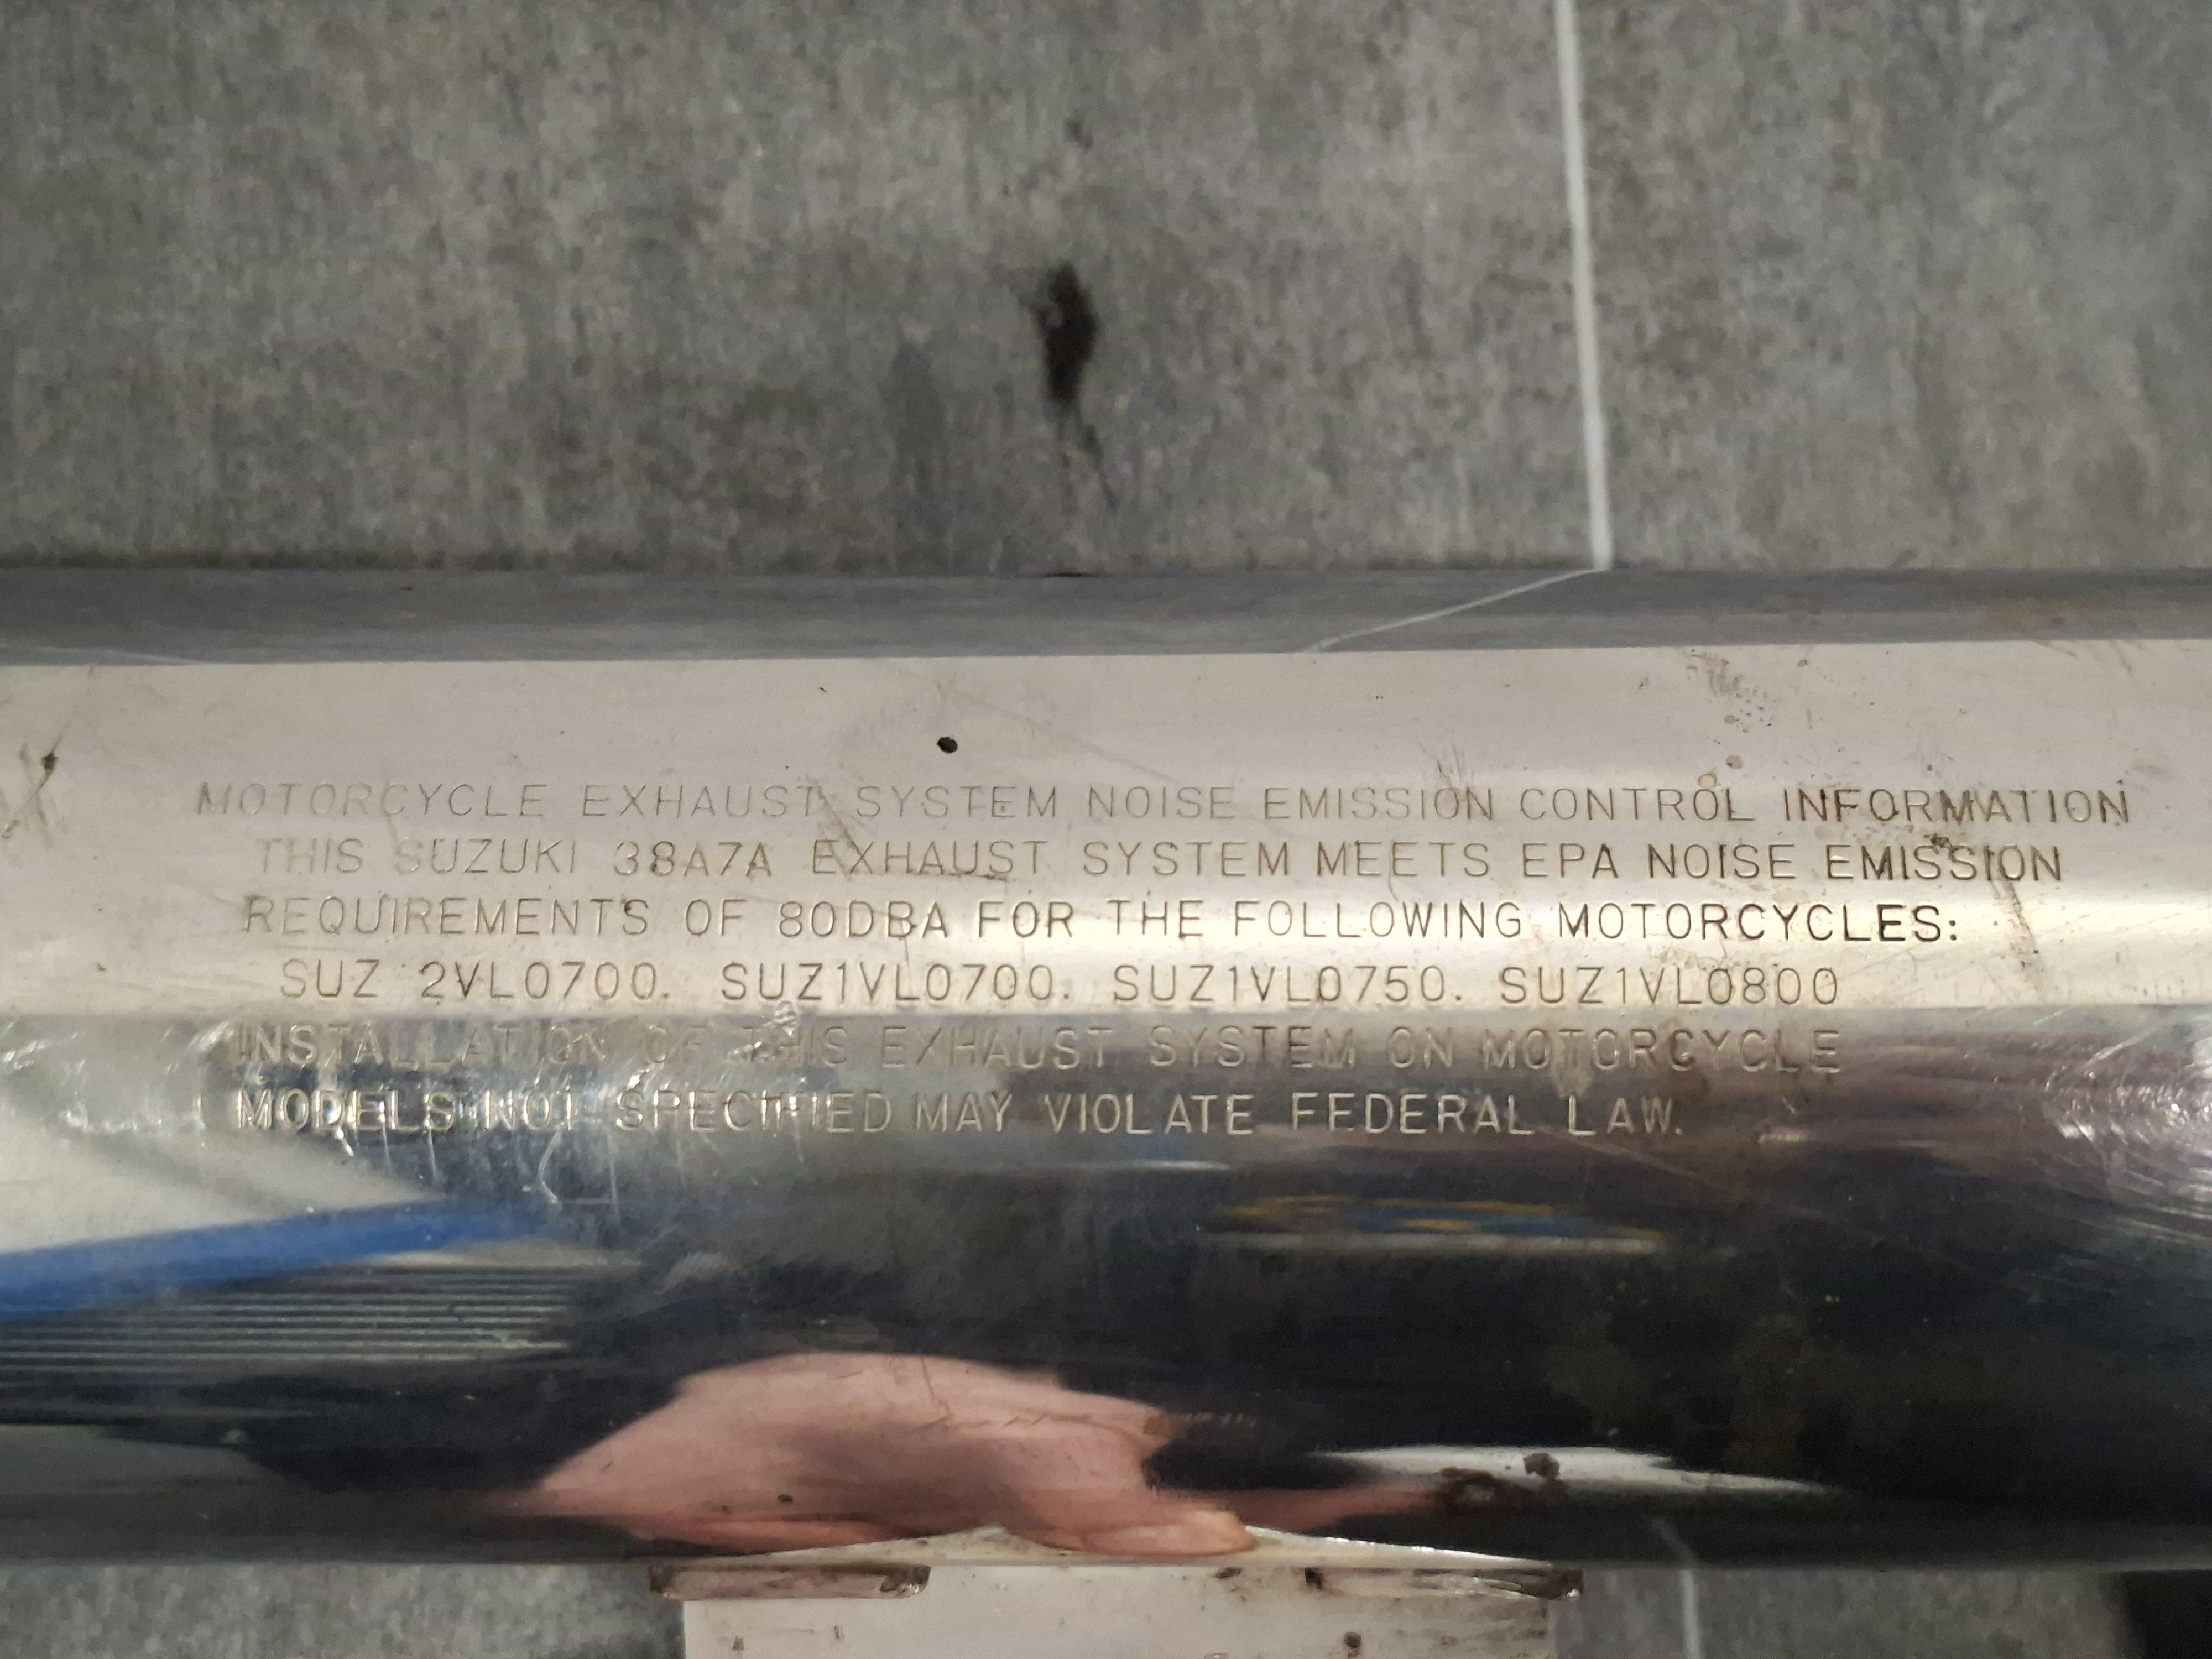 MOTORCYCLE EXHAUST SYSTEM NOISE EMISSION CONTROL INFORMATION
THIS SUZUKI 38A7A EXHAUST SYSTEM MEETS EPA NOISE EMISSION
REQUIREMENTS OF 80DBA FOR THE FOLLOWING MOTORCYCLES:
SUZ 2VL0700. SUZ1VL0700. SUZ1VL0750. SUZ1VL0800
INSTALLATION OF THIS EXHAUST SYSTEM ON MOTORCYCLE
MODELS NOT SPECIFIED MAY VIOLATE FEDERAL LAW.